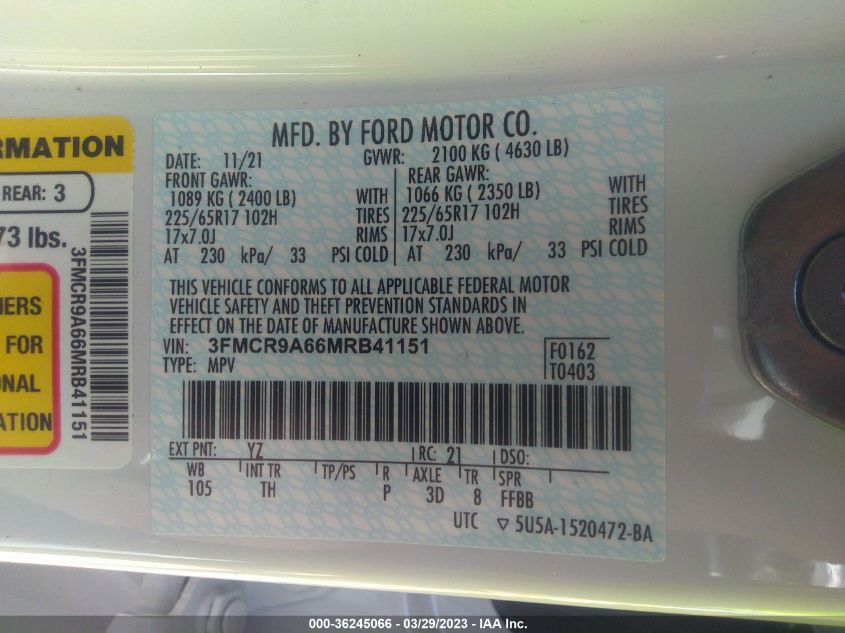 RMATION
REAR: 3
73 lbs.
3FMCR9A66MRB41151
NERS
FOR
ONAL
ATION
MFD. BY FORD MOTOR CO.
DATE: 11/21 GVWR: 2100 KG ( 4630 LB)
FRONT GAWR: REAR GAWR:
1089 KG ( 2400 LB) WITH 1066 KG ( 2350 LB) WITH
225/65R17 102H TIRES 225/65R17 102H TIRES
17x7.0J RIMS 17x7.0J RIMS
AT 230 kPa/ 33 PSI COLD AT 230 kPa/ 33 PSI COLD
THIS VEHICLE CONFORMS TO ALL APPLICABLE FEDERAL MOTOR
VEHICLE SAFETY AND THEFT PREVENTION STANDARDS IN
EFFECT ON THE DATE OF MANUFACTURE SHOWN ABOVE.
VIN: 3FMCR9A66MRB41151 F0162
TYPE: MPV T0403
EXT PNT: YZ RC: 21 DSO:
WB INT TR TP/PS R AXLE TR SPR
105 TH P 3D 8 FFBB
UTC ▽ 5U5A-1520472-BA
000-36245066 - 03/29/2023 - IAA Inc.